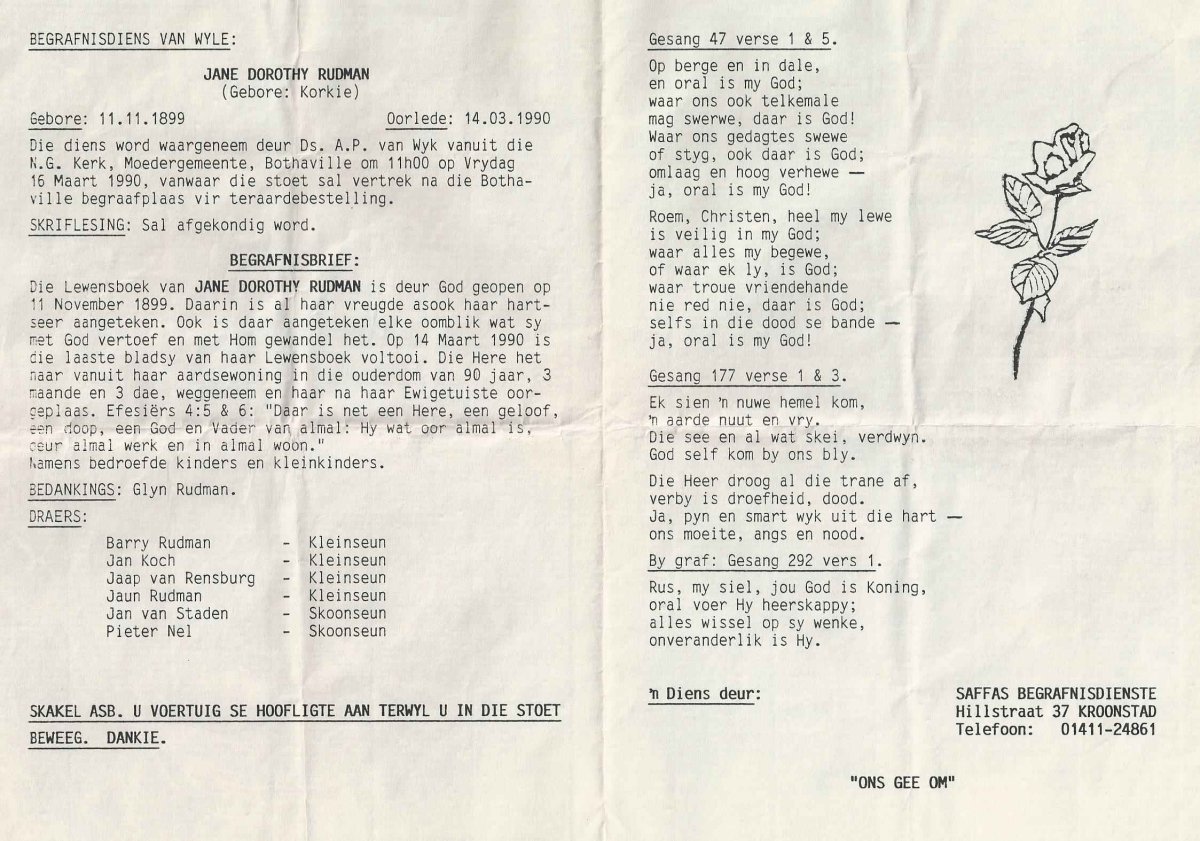 BEGRAFNISDIENS VAN WYLE:
JANE DOROTHY RUDMAN
(Gebore: Korkie)
Gebore: 11.11.1899 Oorlede: 14.03.1990
Die diens word waargeneem deur Ds. A.P. van Wyk vanuit die
N.G. Kerk, Moedergemeente, Bothaville om 11h00 op Vrydag
16 Maart 1990, vanwaar die stoet sal vertrek na die Botha-
ville begraafplaas vir teraardebestelling.
SKRIFLESING: Sal afgekondig word.
BEGRAFNISBRIEF:
Die Lewensboek van JANE DOROTHY RUDMAN is deur God geopen op
11 November 1899. Daarin is al haar vreugde asook haar hart-
seer aangeteken. Ook is daar aangeteken elke oomblik wat sy
met God vertoef en met Hom gewandel het. Op 14 Maart 1990 is
die laaste bladsy van haar Lewensboek voltooi. Die Here het
haar vanuit haar aardsewoning in die ouderdom van 90 jaar, 3
maande en 3 dae, weggeneem en haar na haar Ewigetuiste oor-
geplaas. Efesiërs 4:5 & 6: "Daar is net een Here, een geloof,
een doop, een God en Vader van almal: Hy wat oor almal is,
deur almal werk en in almal woon."
Namens bedroefde kinders en kleinkinders.
BEDANKINGS: Glyn Rudman.
DRAERS:
Barry Rudman - Kleinseun
Jan Koch - Kleinseun
Jaap van Rensburg - Kleinseun
Jaun Rudman - Kleinseun
Jan van Staden - Skoonseun
Pieter Nel - Skoonseun
SKAKEL ASB. U VOERTUIG SE HOOFLIGTE AAN TERWYL U IN DIE STOET
BEWEEG. DANKIE.
Gesang 47 verse 1 & 5.
Op berge en in dale,
en oral is my God;
waar ons ook telkemale
mag swerwe, daar is God!
Waar ons gedagtes swewe
of styg, ook daar is God;
omlaag en hoog verhewe —
ja, oral is my God!
Roem, Christen, heel my lewe
is veilig in my God;
waar alles my begewe,
of waar ek ly, is God;
waar troue vriendehande
nie red nie, daar is God;
selfs in die dood se bande —
ja, oral is my God!
Gesang 177 verse 1 & 3.
Ek sien 'n nuwe hemel kom,
'n aarde nuut en vry.
Die see en al wat skei, verdwyn.
God self kom by ons bly.
Die Heer droog al die trane af,
verby is droefheid, dood.
Ja, pyn en smart wyk uit die hart —
ons moeite, angs en nood.
By graf: Gesang 292 vers 1.
Rus, my siel, jou God is Koning,
oral voer Hy heerskappy;
alles wissel op sy wenke,
onveranderlik is Hy.
'n Diens deur: SAFFAS BEGRAFNISDIENSTE
Hillstraat 37 KROONSTAD
Telefoon: 01411-24861
"ONS GEE OM"